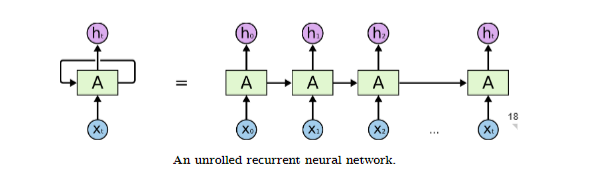 hₜ h₀ h₁ h₂ hₜ
A = A A A A
18
Xₜ X₀ X₁ X₂ ... Xₜ
An unrolled recurrent neural network.